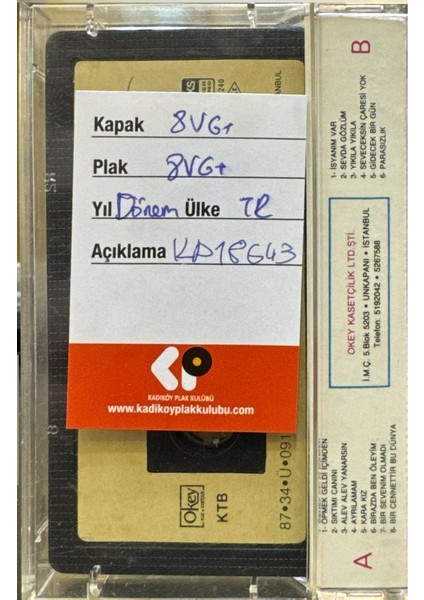 Kapak 8VG+
Plak 8VG+
Yıl Dönem Ülke TR
Açıklama KP18643
KADIKÖY PLAK KULÜBÜ
www.kadikoyplakkulubu.com
Okey
KTB
87•34•Ü•091
B
1- İSYANIM VAR
2- SEVDA GÖZLÜM
3- YIKILA YIKILA
4- SEVECEKSİN ÇARESİ YOK
5- GİDECEK BİR GÜN
6- PARASIZLIK
OKEY KASETÇİLİK LTD.ŞTİ.
İ.M.Ç. 5.Blok 5203 • UNKAPANI • İSTANBUL
Telefon: 5192042 • 5267588
A
1- ÖPMEK GELDİ İÇİMDEN
2- SIKTIMI CANINI
3- ALEV ALEV YANARSIN
4- AYRILAMAM
5- KARA KIZ
6- BİRAZDA BEN ÖLEYİM
7- BİR SEVENİM OLMADI
8- BİR CENNETTİR BU DÜNYA